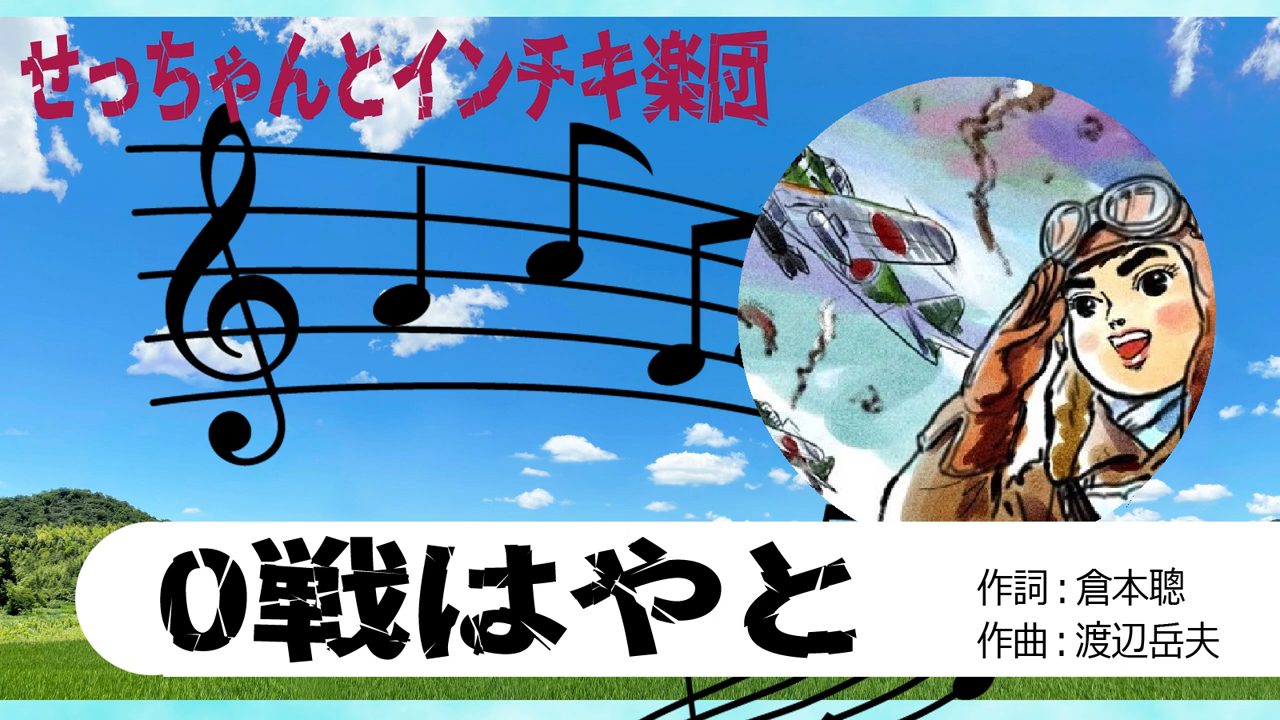 せっちゃんとインチキ楽団
0戦はやと
作詞 : 倉本聰
作曲 : 渡辺岳夫